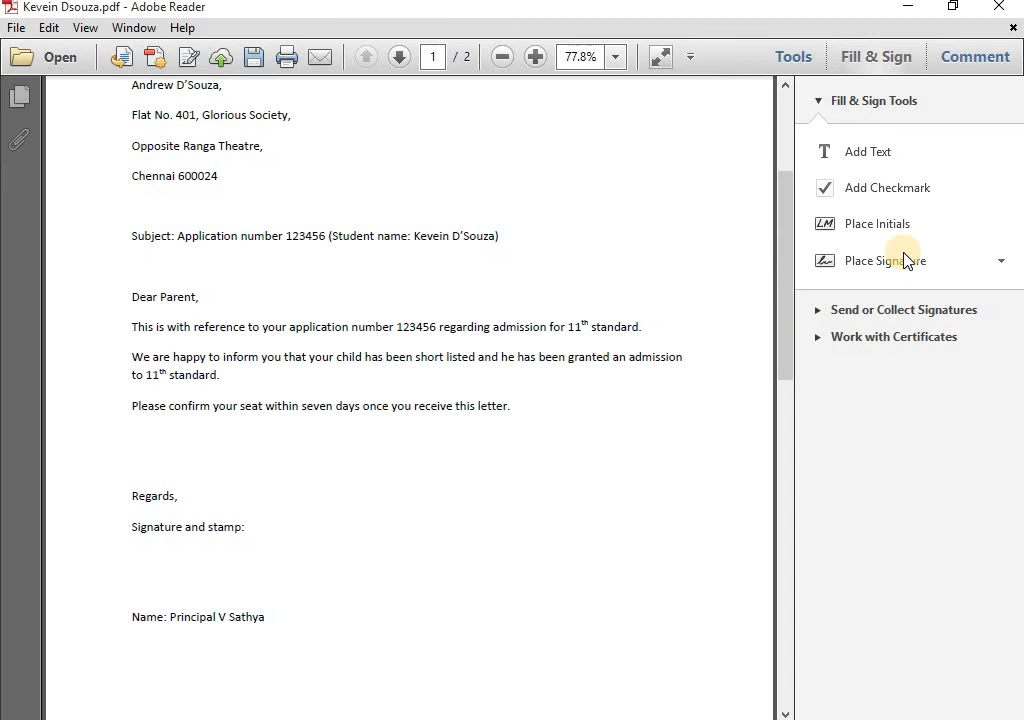 Kevein Dsouza.pdf - Adobe Reader
File Edit View Window Help
Open 1 / 2 77.8% Tools Fill & Sign Comment
Andrew D'Souza,
Flat No. 401, Glorious Society,
Opposite Ranga Theatre,
Chennai 600024
Subject: Application number 123456 (Student name: Kevein D'Souza)
Dear Parent,
This is with reference to your application number 123456 regarding admission for 11th standard.
We are happy to inform you that your child has been short listed and he has been granted an admission
to 11th standard.
Please confirm your seat within seven days once you receive this letter.
Regards,
Signature and stamp:
Name: Principal V Sathya
Fill & Sign Tools
T Add Text
Add Checkmark
LM Place Initials
Place Signature
Send or Collect Signatures
Work with Certificates